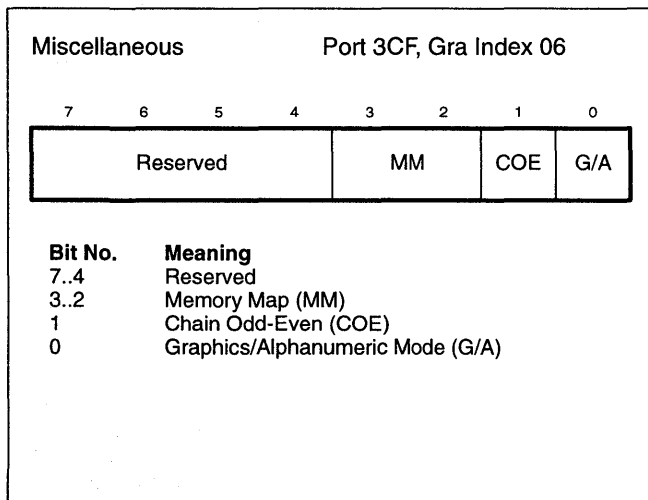 Miscellaneous Port 3CF, Gra Index 06
7 6 5 4 3 2 1 0
Reserved MM COE G/A
Bit No. Meaning
7..4 Reserved
3..2 Memory Map (MM)
1 Chain Odd-Even (COE)
0 Graphics/Alphanumeric Mode (G/A)